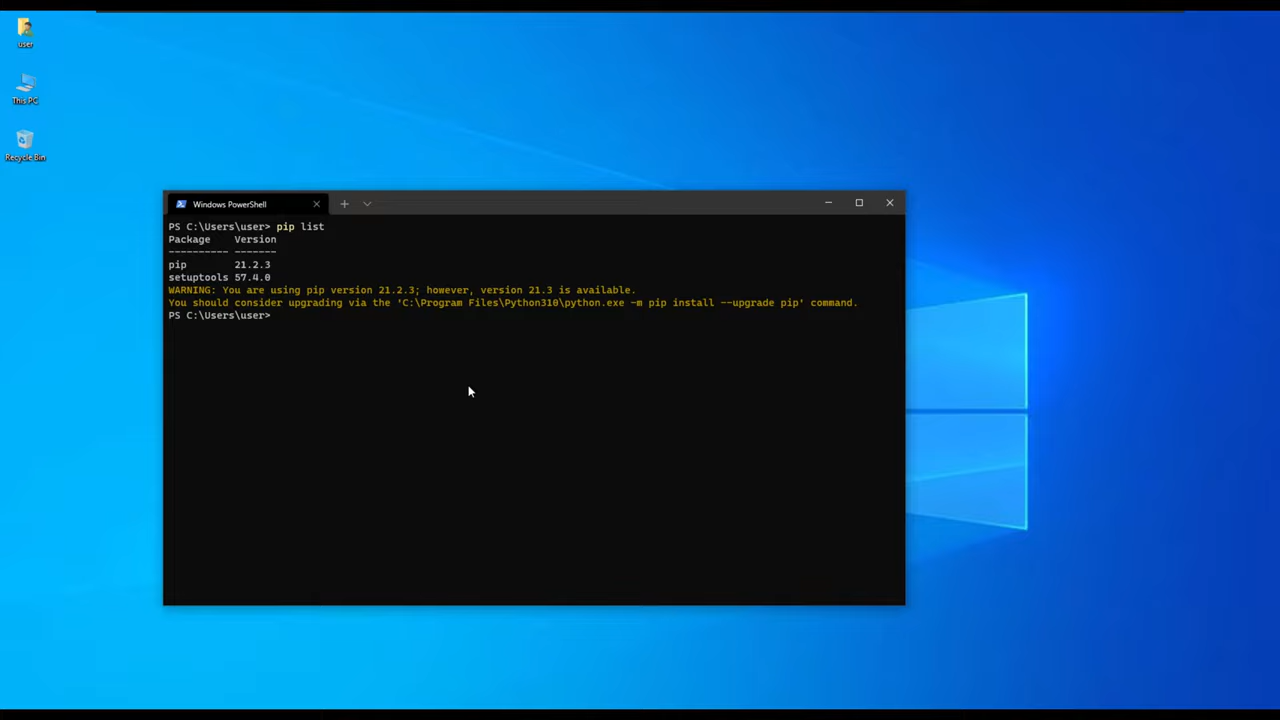 user
This PC
Recycle Bin
Windows PowerShell
PS C:\Users\user> pip list
Package    Version
---------- -------
pip        21.2.3
setuptools 57.4.0
WARNING: You are using pip version 21.2.3; however, version 21.3 is available.
You should consider upgrading via the 'C:\Program Files\Python310\python.exe -m pip install --upgrade pip' command.
PS C:\Users\user>